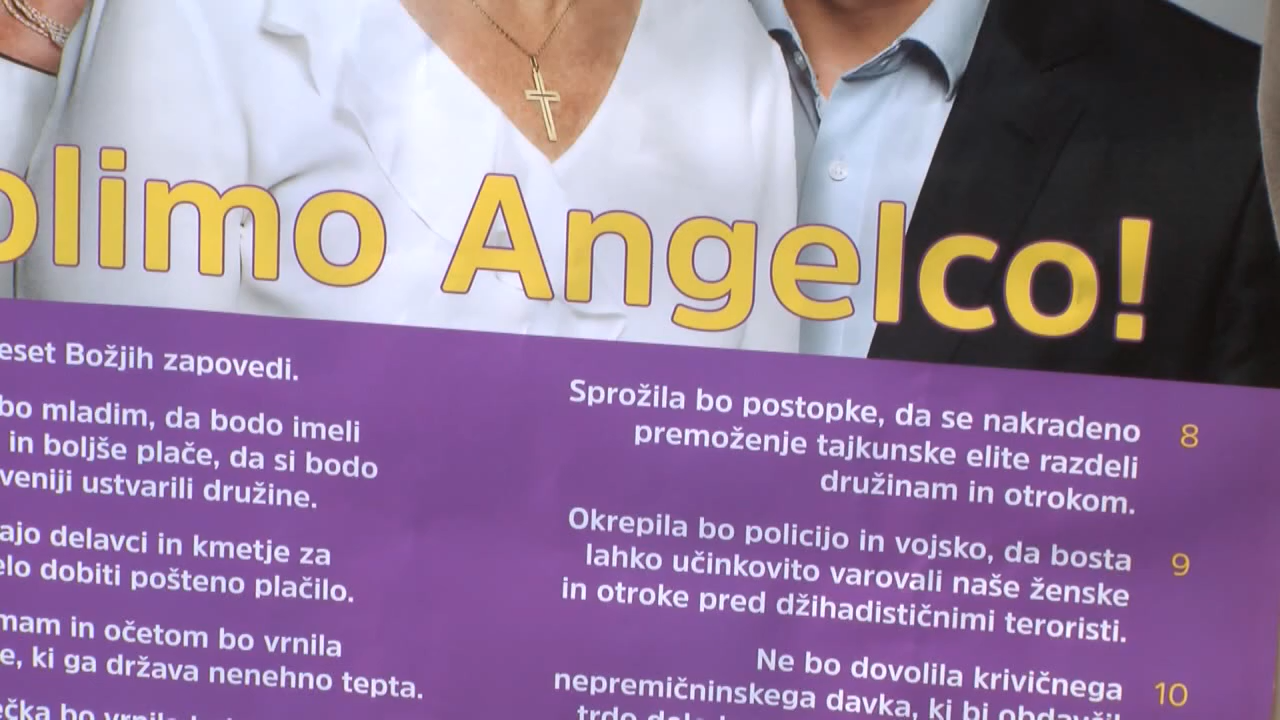 olimo Angelco!
eset Božjih zapovedi.
bo mladim, da bodo imeli
in boljše plače, da si bodo
veniji ustvarili družine.
ajo delavci in kmetje za
elo dobiti pošteno plačilo.
mam in očetom bo vrnila
e, ki ga država nenehno tepta.
Sprožila bo postopke, da se nakradeno 8
premoženje tajkunske elite razdeli
družinam in otrokom.
Okrepila bo policijo in vojsko, da bosta 9
lahko učinkovito varovali naše ženske
in otroke pred džihadističnimi teroristi.
Ne bo dovolila krivičnega 10
nepremičninskega davka, ki bi